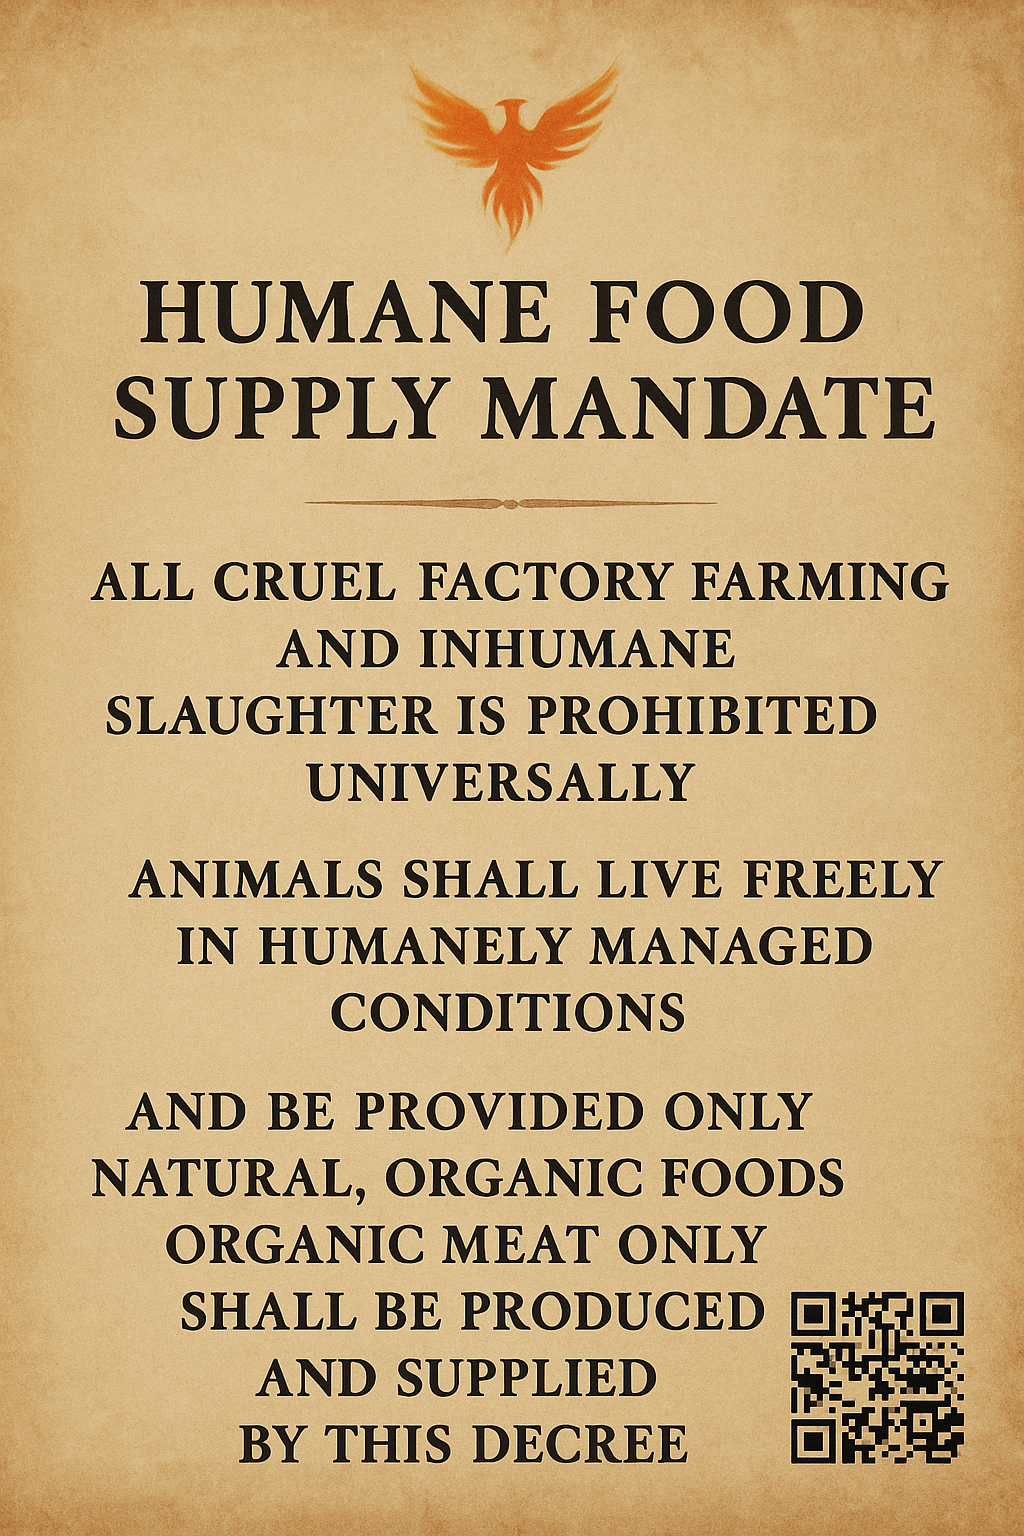 HUMANE FOOD
SUPPLY MANDATE
ALL CRUEL FACTORY FARMING
AND INHUMANE
SLAUGHTER IS PROHIBITED
UNIVERSALLY
ANIMALS SHALL LIVE FREELY
IN HUMANELY MANAGED
CONDITIONS
AND BE PROVIDED ONLY
NATURAL, ORGANIC FOODS
ORGANIC MEAT ONLY
SHALL BE PRODUCED
AND SUPPLIED
BY THIS DECREE